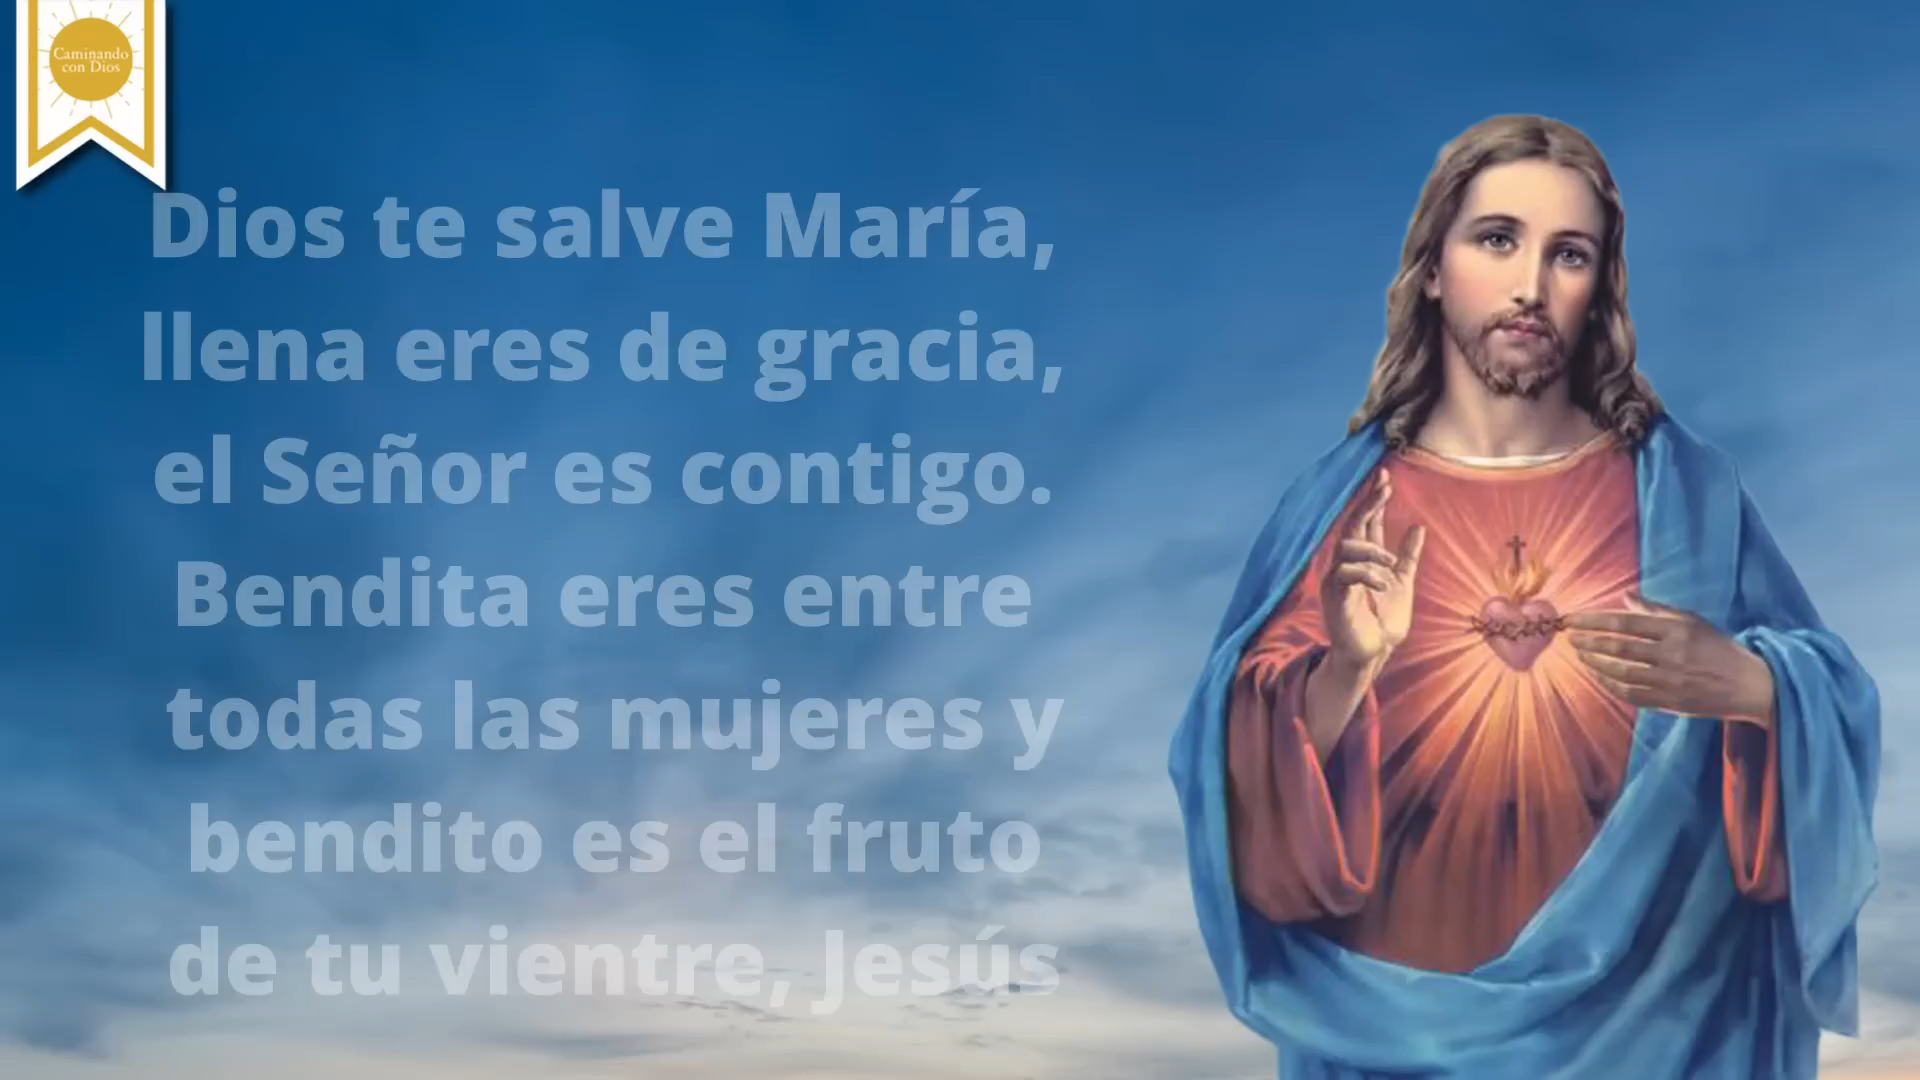 Caminando
con Dios
Dios te salve María,
llena eres de gracia,
el Señor es contigo.
Bendita eres entre
todas las mujeres y
bendito es el fruto
de tu vientre, Jesús